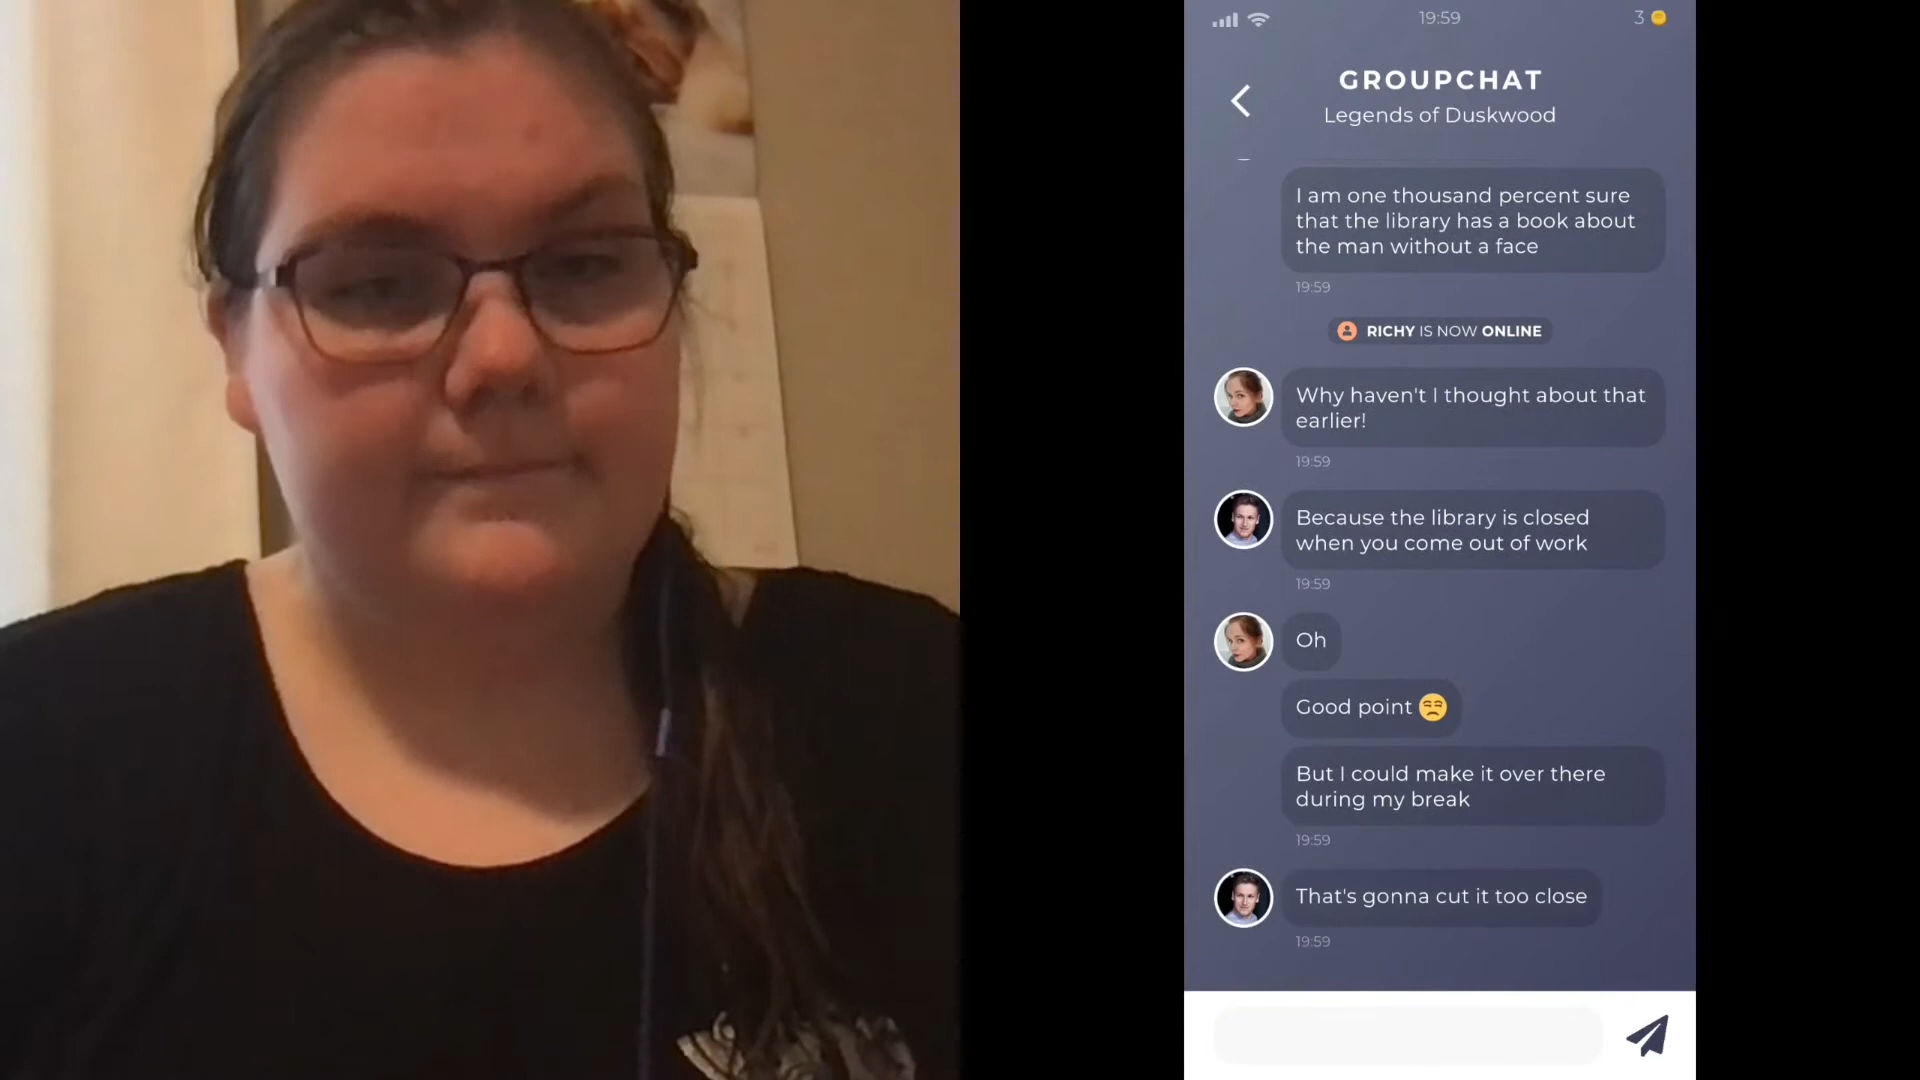 19:59
3
GROUPCHAT
Legends of Duskwood
I am one thousand percent sure
that the library has a book about
the man without a face
19:59
RICHY IS NOW ONLINE
Why haven't I thought about that
earlier!
19:59
Because the library is closed
when you come out of work
19:59
Oh
Good point 😒
But I could make it over there
during my break
19:59
That's gonna cut it too close
19:59